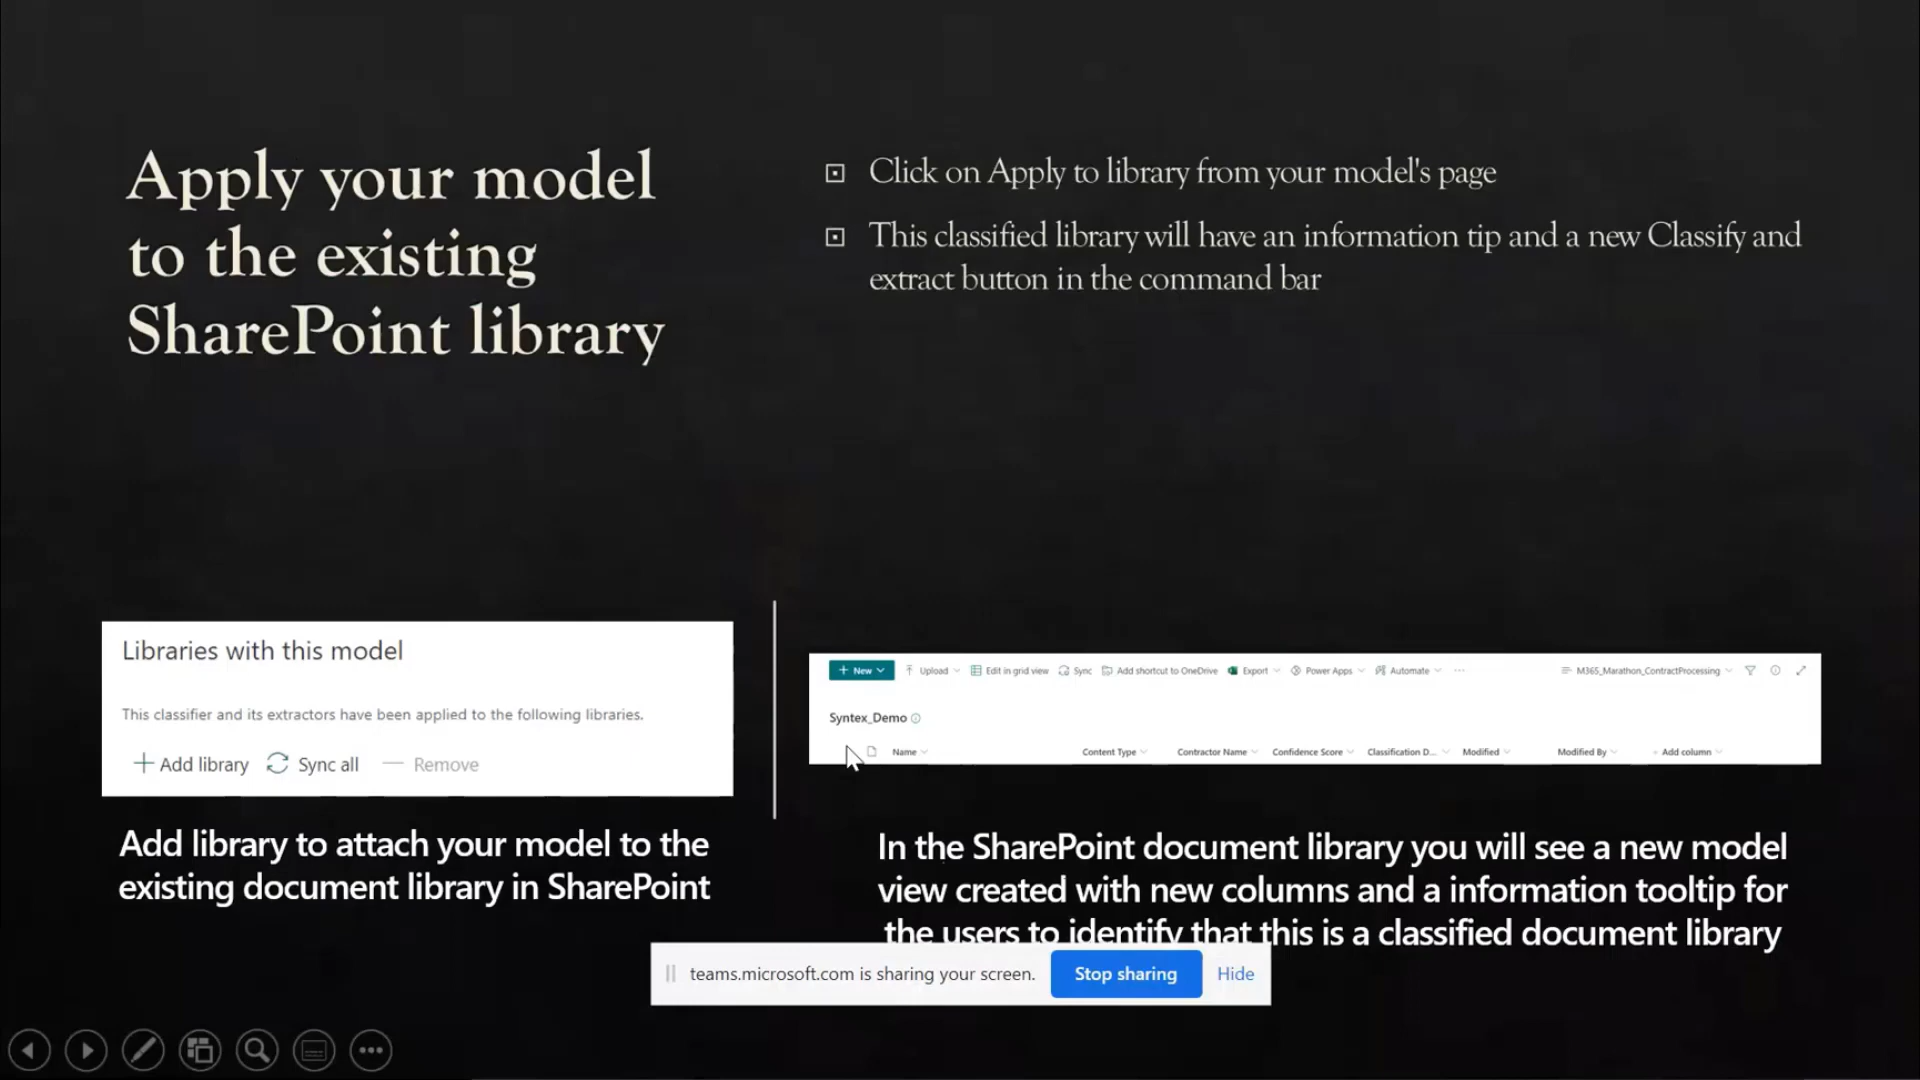 Apply your model
to the existing
SharePoint library
Click on Apply to library from your model's page
This classified library will have an information tip and a new Classify and
extract button in the command bar
Libraries with this model
This classifier and its extractors have been applied to the following libraries.
Add library Sync all Remove
Add library to attach your model to the
existing document library in SharePoint
New Upload Edit in grid view Sync Add shortcut to OneDrive Export Power Apps Automate ... M365_Marathon_ContractProcessing
Syntex_Demo
Name Content Type Contractor Name Confidence Score Classification D... Modified Modified By + Add column
In the SharePoint document library you will see a new model
view created with new columns and a information tooltip for
the users to identify that this is a classified document library
teams.microsoft.com is sharing your screen. Stop sharing Hide